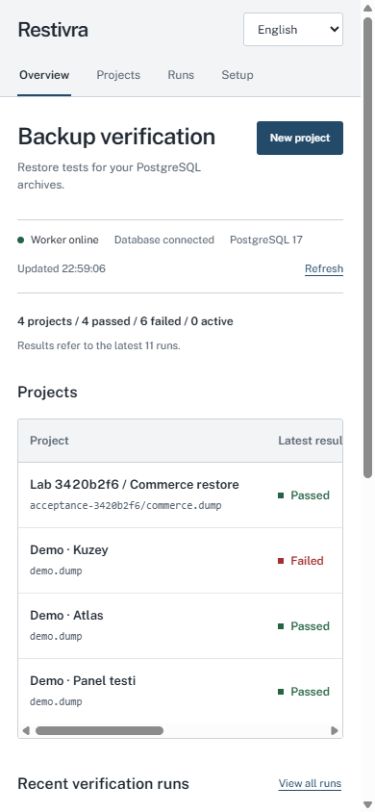 Restivra
English
Overview Projects Runs Setup
Backup verification
New project
Restore tests for your PostgreSQL
archives.
Worker online Database connected PostgreSQL 17
Updated 22:59:06 Refresh
4 projects / 4 passed / 6 failed / 0 active
Results refer to the latest 11 runs.
Projects
Project Latest resul
Lab 3420b2f6 / Commerce restore
acceptance-3420b2f6/commerce.dump
Passed
Demo · Kuzey
demo.dump
Failed
Demo · Atlas
demo.dump
Passed
Demo · Panel testi
demo.dump
Passed
Recent verification runs View all runs